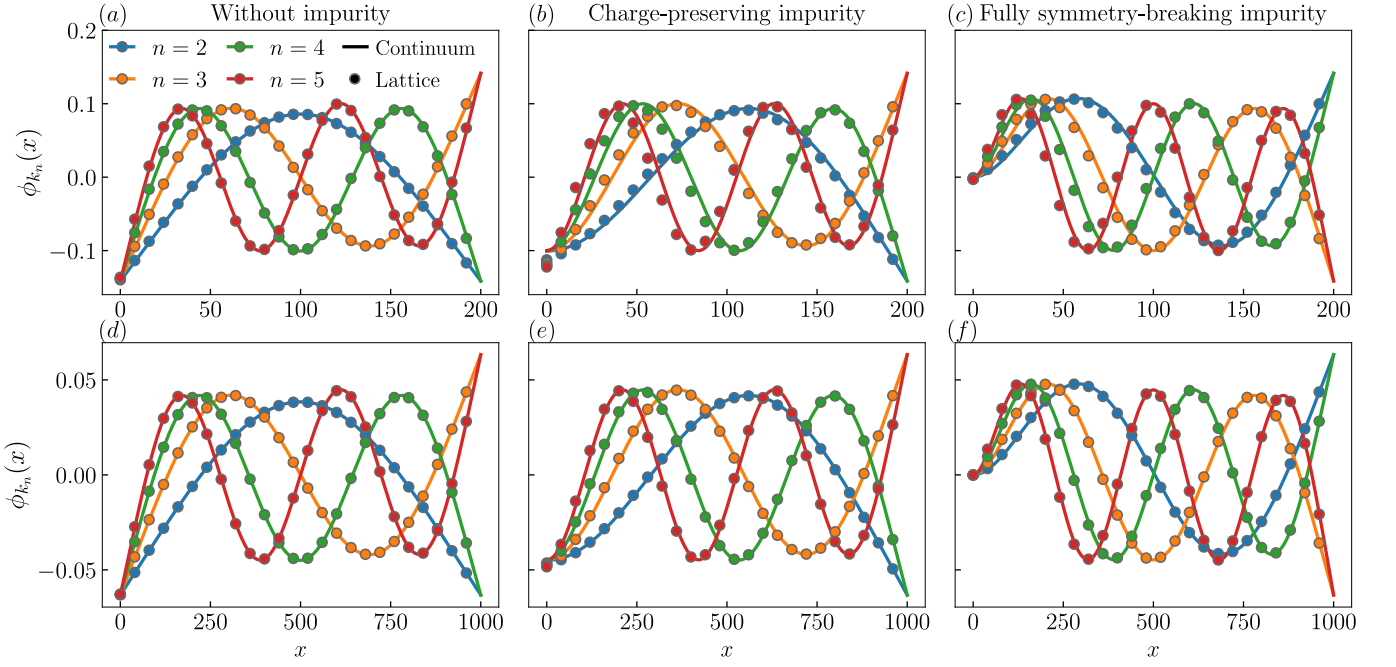 (a) Without impurity
(b) Charge-preserving impurity
(c) Fully symmetry-breaking impurity
n = 2
n = 4
Continuum
n = 3
n = 5
Lattice
ϕ_{k_n}(x)
0.2
0.1
0.0
−0.1
0 50 100 150 200
0 50 100 150 200
0 50 100 150 200
(d)
(e)
(f)
ϕ_{k_n}(x)
0.05
0.00
−0.05
0 250 500 750 1000
0 250 500 750 1000
0 250 500 750 1000
x
x
x